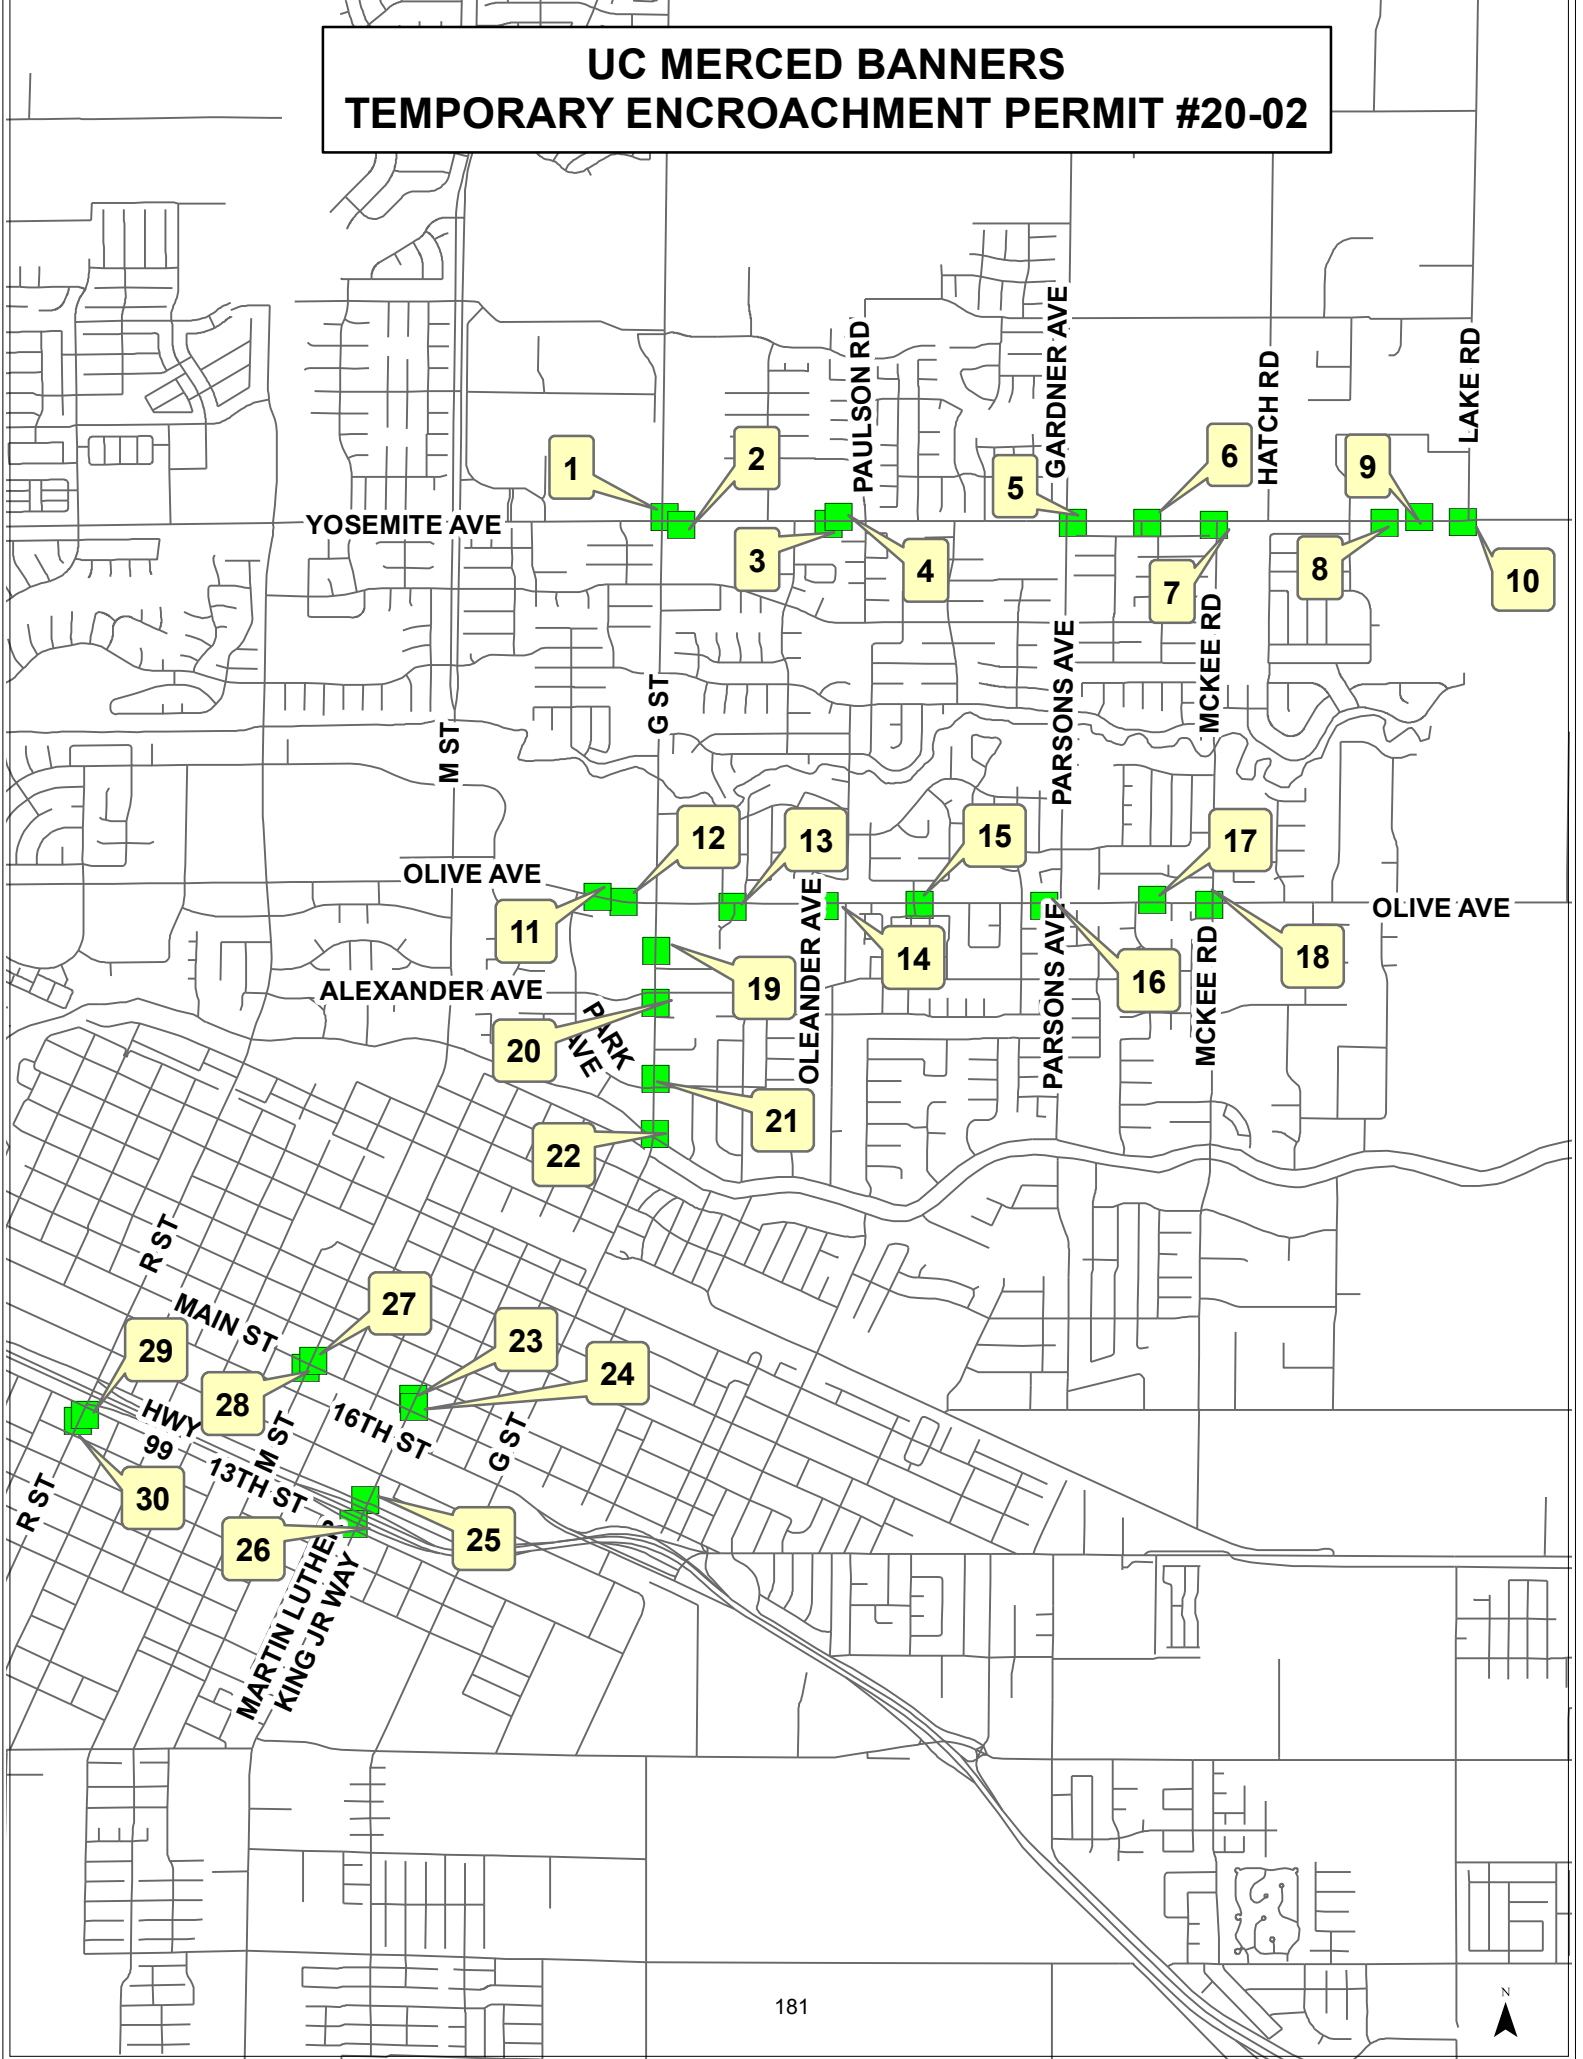 UC MERCED BANNERS
TEMPORARY ENCROACHMENT PERMIT #20-02
PAULSON RD
GARDNER AVE
HATCH RD
LAKE RD
1
2
5
6
9
YOSEMITE AVE
3
4
7
8
10
G ST
M ST
PARSONS AVE
MCKEE RD
12
13
15
17
OLIVE AVE
11
OLEANDER AVE
14
PARSONS AVE
16
MCKEE RD
18
OLIVE AVE
19
ALEXANDER AVE
20
PARK
AVE
21
22
R ST
MAIN ST
27
23
24
29
28
HWY
99
M ST
16TH ST
G ST
13TH ST
R ST
30
26
25
MARTIN LUTHER
KING JR WAY
181
N